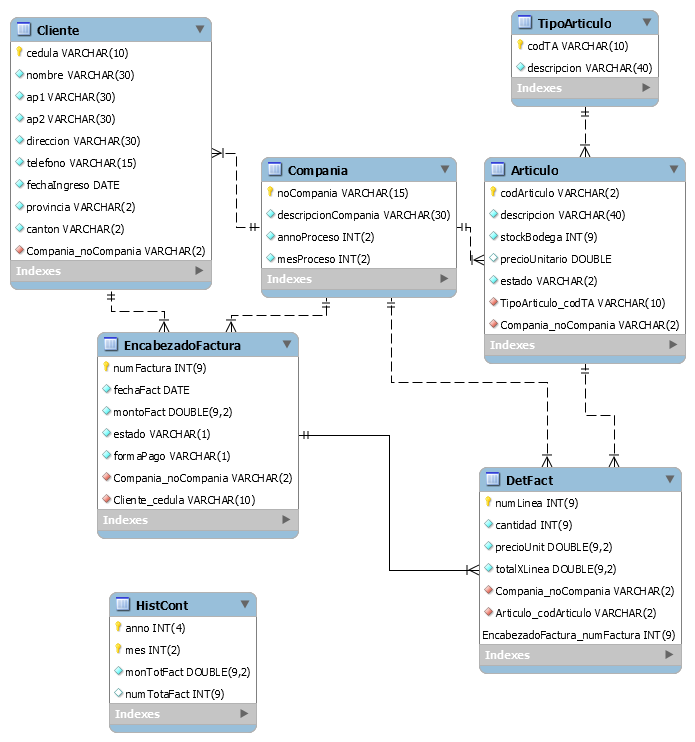 Cliente
cedula VARCHAR(10)
nombre VARCHAR(30)
ap1 VARCHAR(30)
ap2 VARCHAR(30)
direccion VARCHAR(30)
telefono VARCHAR(15)
fechaIngreso DATE
provincia VARCHAR(2)
canton VARCHAR(2)
Compania_noCompania VARCHAR(2)
Indexes
TipoArticulo
codTA VARCHAR(10)
descripcion VARCHAR(40)
Indexes
Compania
noCompania VARCHAR(15)
descripcionCompania VARCHAR(30)
annoProceso INT(2)
mesProceso INT(2)
Indexes
Articulo
codArticulo VARCHAR(2)
descripcion VARCHAR(40)
stockBodega INT(9)
precioUnitario DOUBLE
estado VARCHAR(2)
TipoArticulo_codTA VARCHAR(10)
Compania_noCompania VARCHAR(2)
Indexes
EncabezadoFactura
numFactura INT(9)
fechaFact DATE
montoFact DOUBLE(9,2)
estado VARCHAR(1)
formaPago VARCHAR(1)
Compania_noCompania VARCHAR(2)
Cliente_cedula VARCHAR(10)
Indexes
DetFact
numLinea INT(9)
cantidad INT(9)
precioUnit DOUBLE(9,2)
totalXLinea DOUBLE(9,2)
Compania_noCompania VARCHAR(2)
Articulo_codArticulo VARCHAR(2)
EncabezadoFactura_numFactura INT(9)
Indexes
HistCont
anno INT(4)
mes INT(2)
monTotFact DOUBLE(9,2)
numTotaFact INT(9)
Indexes